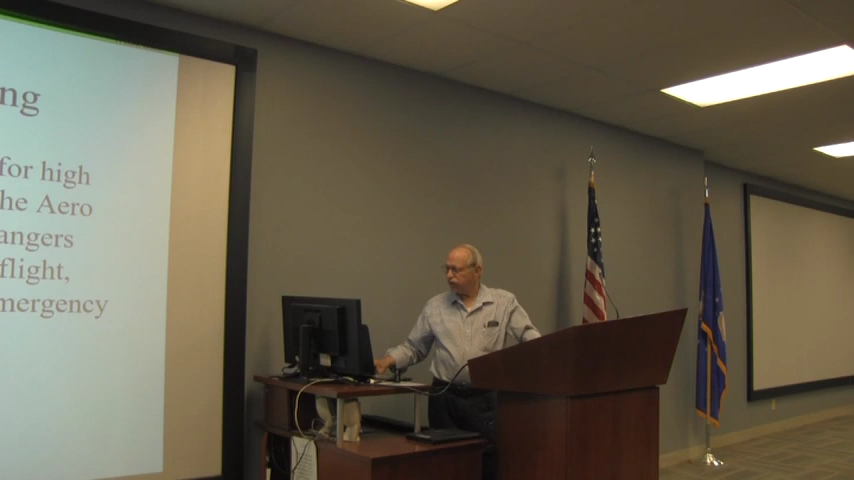 ng
for high
he Aero
angers
flight,
mergency